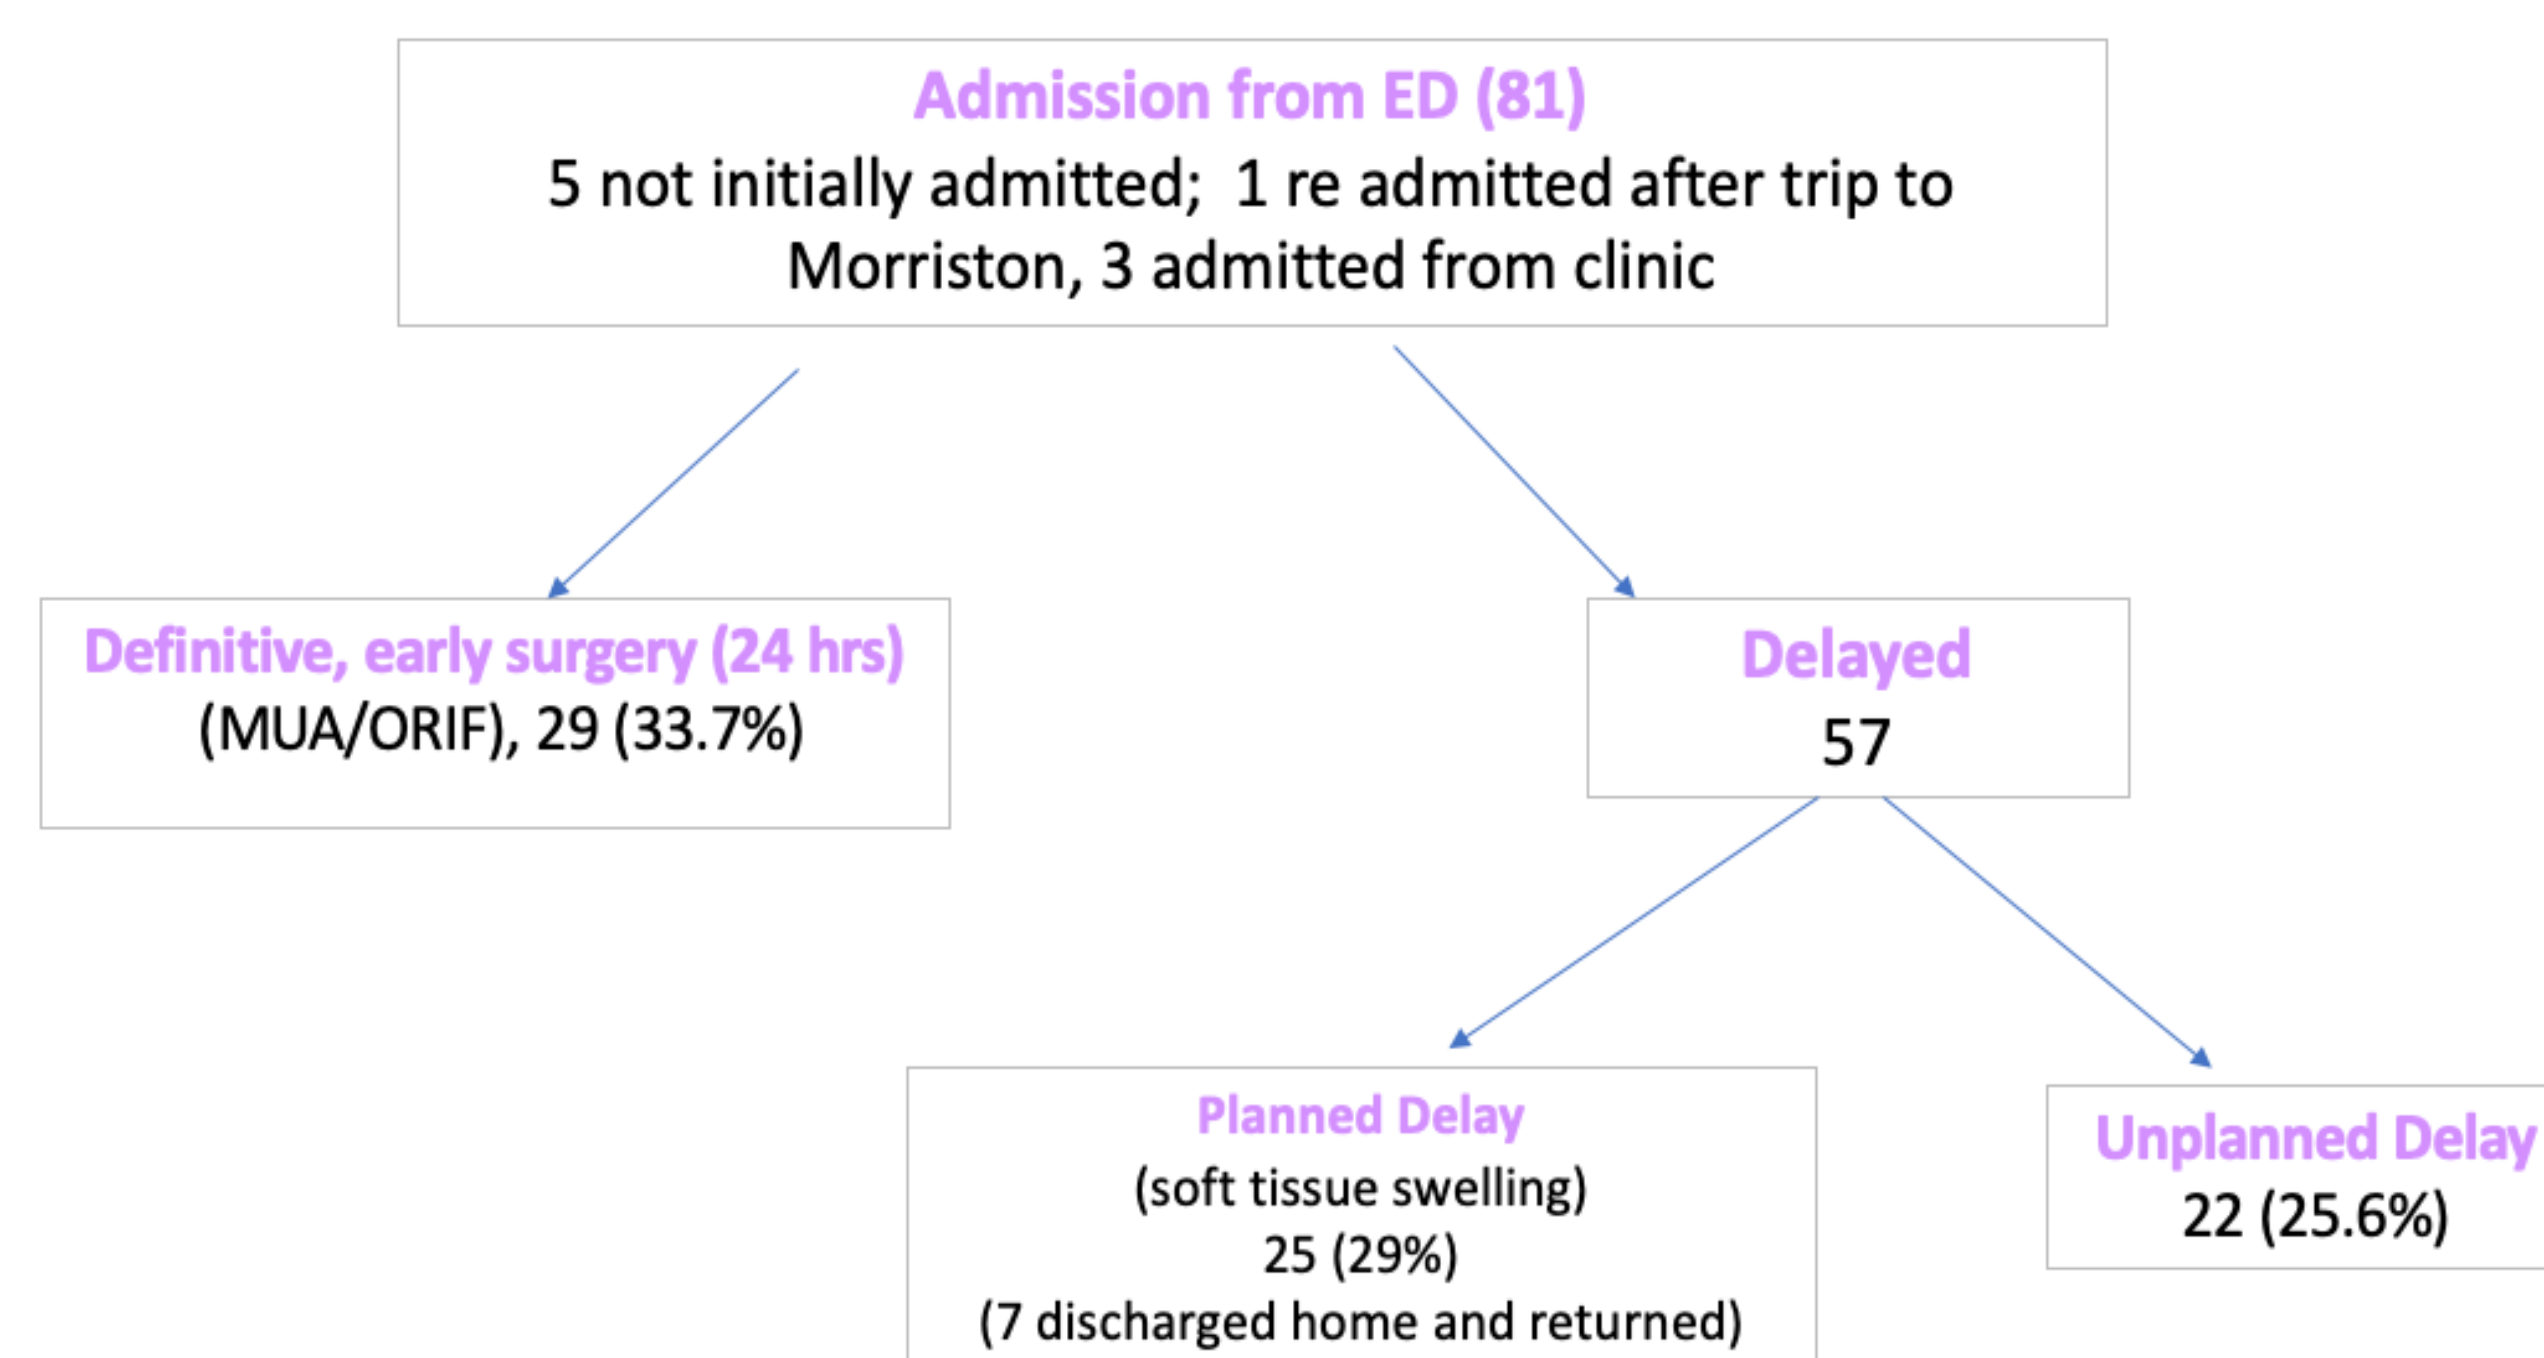 Admission from ED (81)
5 not initially admitted;  1 re admitted after trip to
Morriston, 3 admitted from clinic
Definitive, early surgery (24 hrs)
(MUA/ORIF), 29 (33.7%)
Delayed
57
Planned Delay
(soft tissue swelling)
25 (29%)
(7 discharged home and returned)
Unplanned Delay
22 (25.6%)